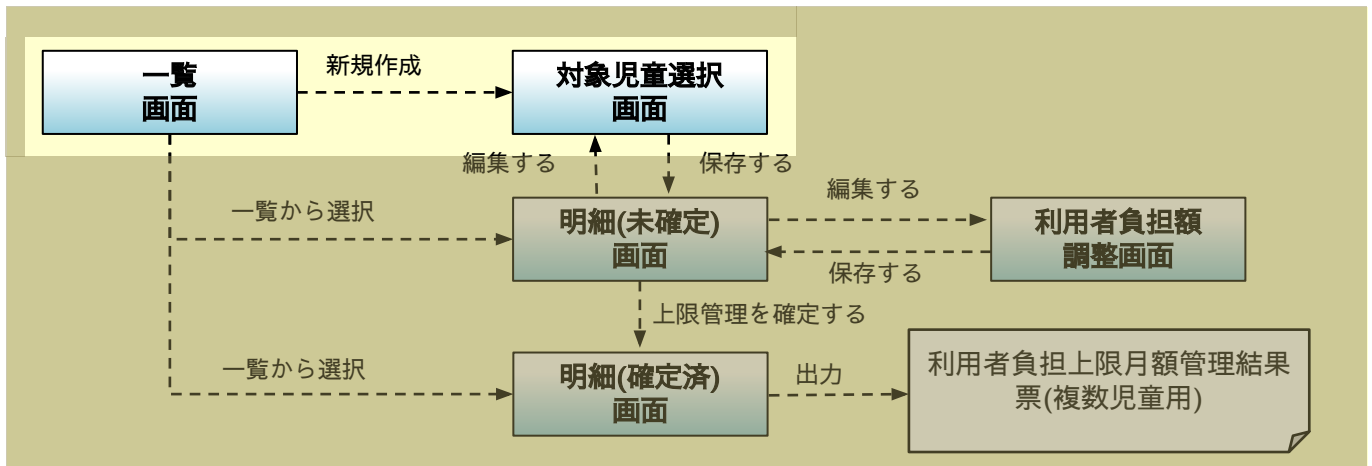 一覧
画面
新規作成
対象児童選択
画面
編集する
保存する
一覧から選択
明細(未確定)
画面
編集する
保存する
利用者負担額
調整画面
上限管理を確定する
一覧から選択
明細(確定済)
画面
出力
利用者負担上限月額管理結果
票(複数児童用)